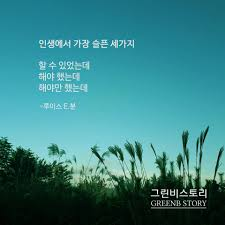 인생에서 가장 슬픈 세가지
할 수 있었는데
해야 했는데
해야만 했는데
-루이스 E.분
그린비스토리
GREENB STORY